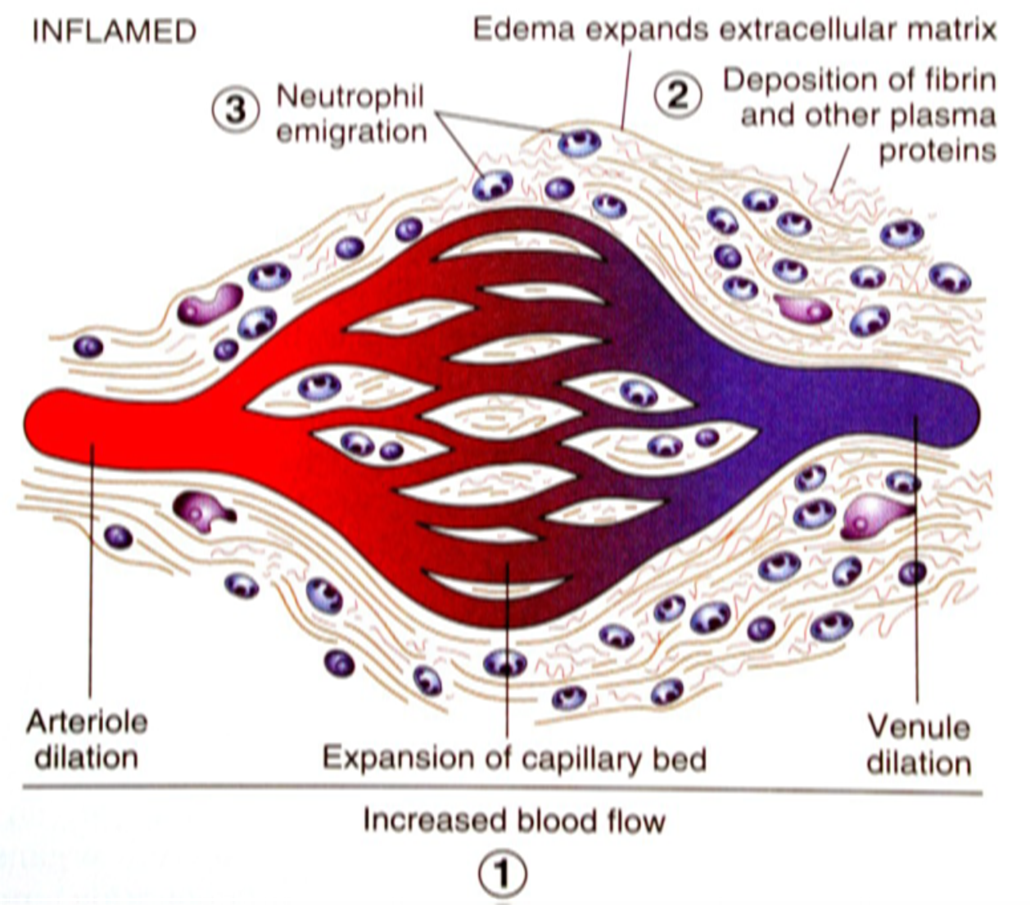 INFLAMED
Edema expands extracellular matrix
3
Neutrophil
emigration
2
Deposition of fibrin
and other plasma
proteins
Arteriole
dilation
Expansion of capillary bed
Venule
dilation
Increased blood flow
1